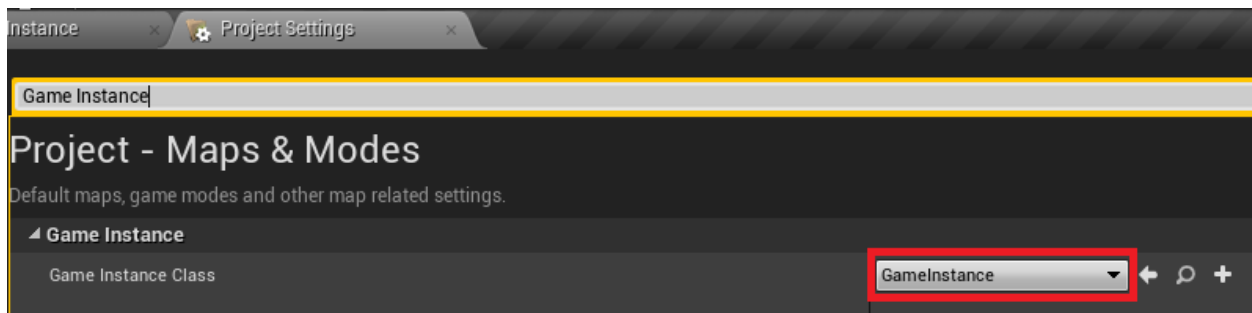 Instance
Project Settings
Game Instance
Project - Maps & Modes
Default maps, game modes and other map related settings.
Game Instance
Game Instance Class
GameInstance